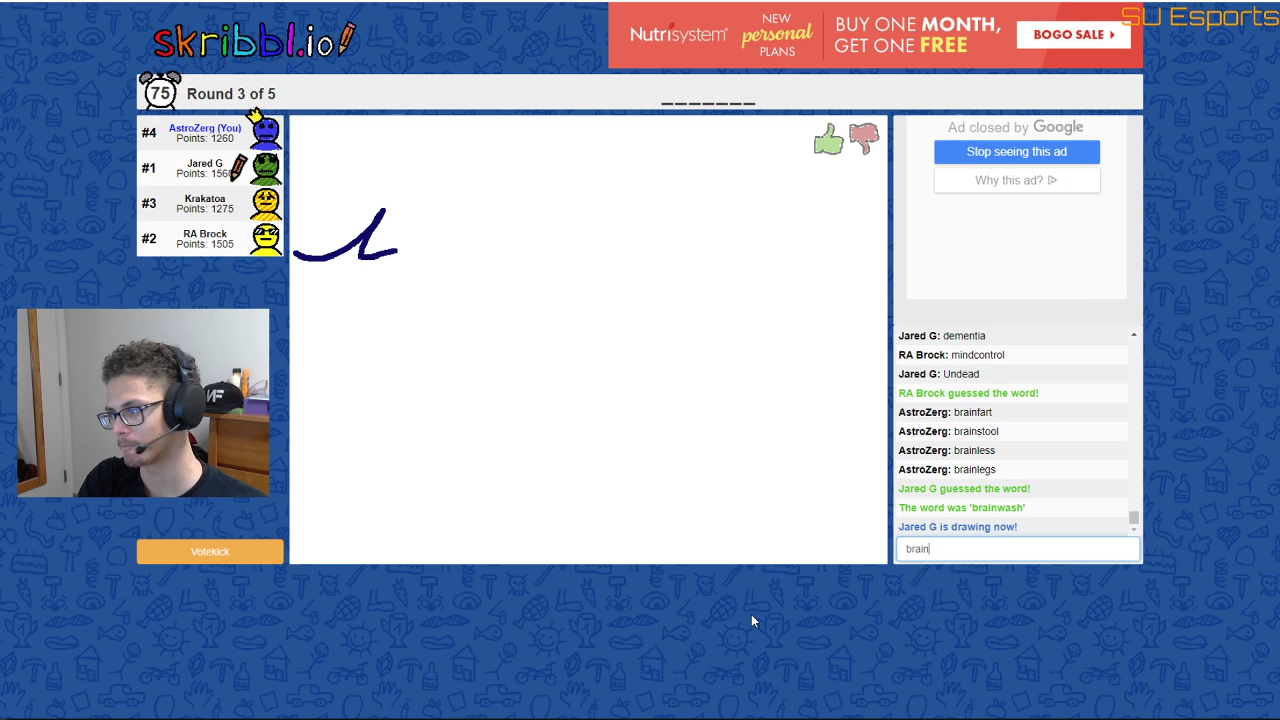 SU Esports
skribbl.io
Nutrisystem®
NEW
personal
PLANS
BUY ONE MONTH,
GET ONE FREE
BOGO SALE
75
Round 3 of 5
_______
#4
AstroZerg (You)
Points: 1260
#1
Jared G
Points: 1560
#3
Krakatoa
Points: 1275
#2
RA Brock
Points: 1505
NF
Votekick
Ad closed by Google
Stop seeing this ad
Why this ad?
Jared G: dementia
RA Brock: mindcontrol
Jared G: Undead
RA Brock guessed the word!
AstroZerg: brainfart
AstroZerg: brainstool
AstroZerg: brainless
AstroZerg: brainlegs
Jared G guessed the word!
The word was 'brainwash'
Jared G is drawing now!
brain